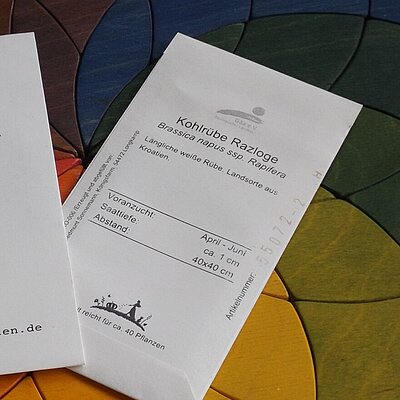 Kohlrübe Razloge
Brassica napus ssp. Rapifera
Längliche weiße Rübe, Landsorte aus
Kroatien.
Voranzucht: April - Juni
Saattiefe: ca. 1 cm
Abstand: 40x40 cm
t reicht für ca. 40 Pflanzen
Artikelnummer: 55072-2 H
en.de